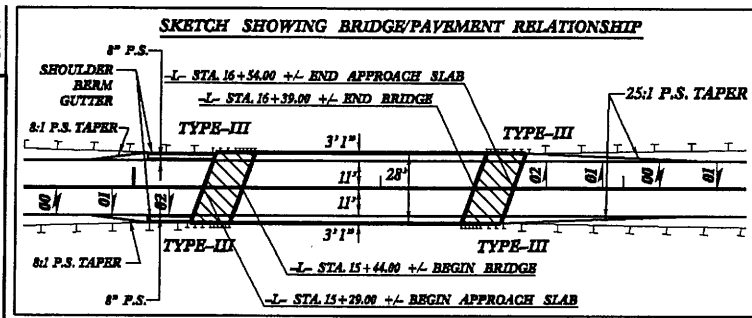 SKETCH SHOWING BRIDGE/PAVEMENT RELATIONSHIP
8" P.S.
SHOULDER
BERM
GUTTER
-L- STA. 16+54.00 +/- END APPROACH SLAB
-L- STA. 16+39.00 +/- END BRIDGE
25:1 P.S. TAPER
8:1 P.S. TAPER
TYPE-III
TYPE-III
3' 1"
11'
28'
11'
3' 1"
00
01
02
02
01
00
01
TYPE-III
TYPE-III
8:1 P.S. TAPER
-L- STA. 15+44.00 +/- BEGIN BRIDGE
8" P.S.
-L- STA. 15+29.00 +/- BEGIN APPROACH SLAB